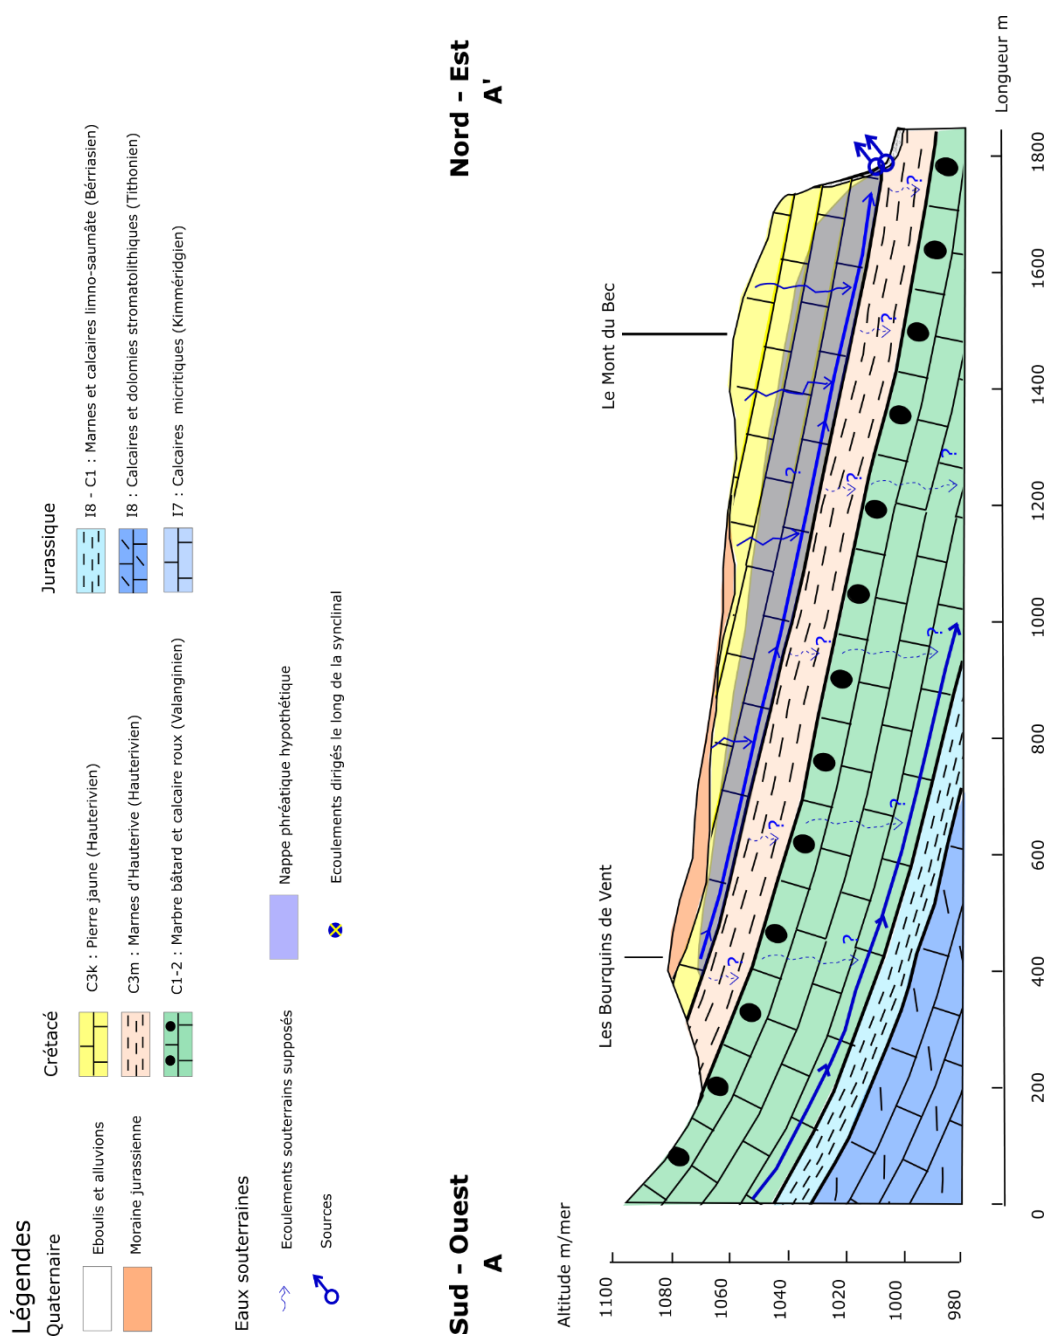 Légendes
Quaternaire
Eboulis et alluvions
Moraine jurassienne
Crétacé
C3k : Pierre jaune (Hauterivien)
C3m : Marnes d'Hauterive (Hauterivien)
C1-2 : Marbre bâtard et calcaire roux (Valanginien)
Jurassique
I8 - C1 : Marnes et calcaires limno-saumâte (Bérriasien)
I8 : Calcaires et dolomies stromatolithiques (Tithonien)
I7 : Calcaires micritiques (Kimméridgien)
Eaux souterraines
Ecoulements souterrains supposés
Sources
Nappe phréatique hypothétique
Ecoulements dirigés le long de la synclinal
Sud - Ouest
A
Nord - Est
A'
Altitude m/mer
1100
1080
1060
1040
1020
1000
980
Les Bourquins de Vent
Le Mont du Bec
?
?
?
?
?
?
?
?
?
?
?
?
0
200
400
600
800
1000
1200
1400
1600
1800
Longueur m